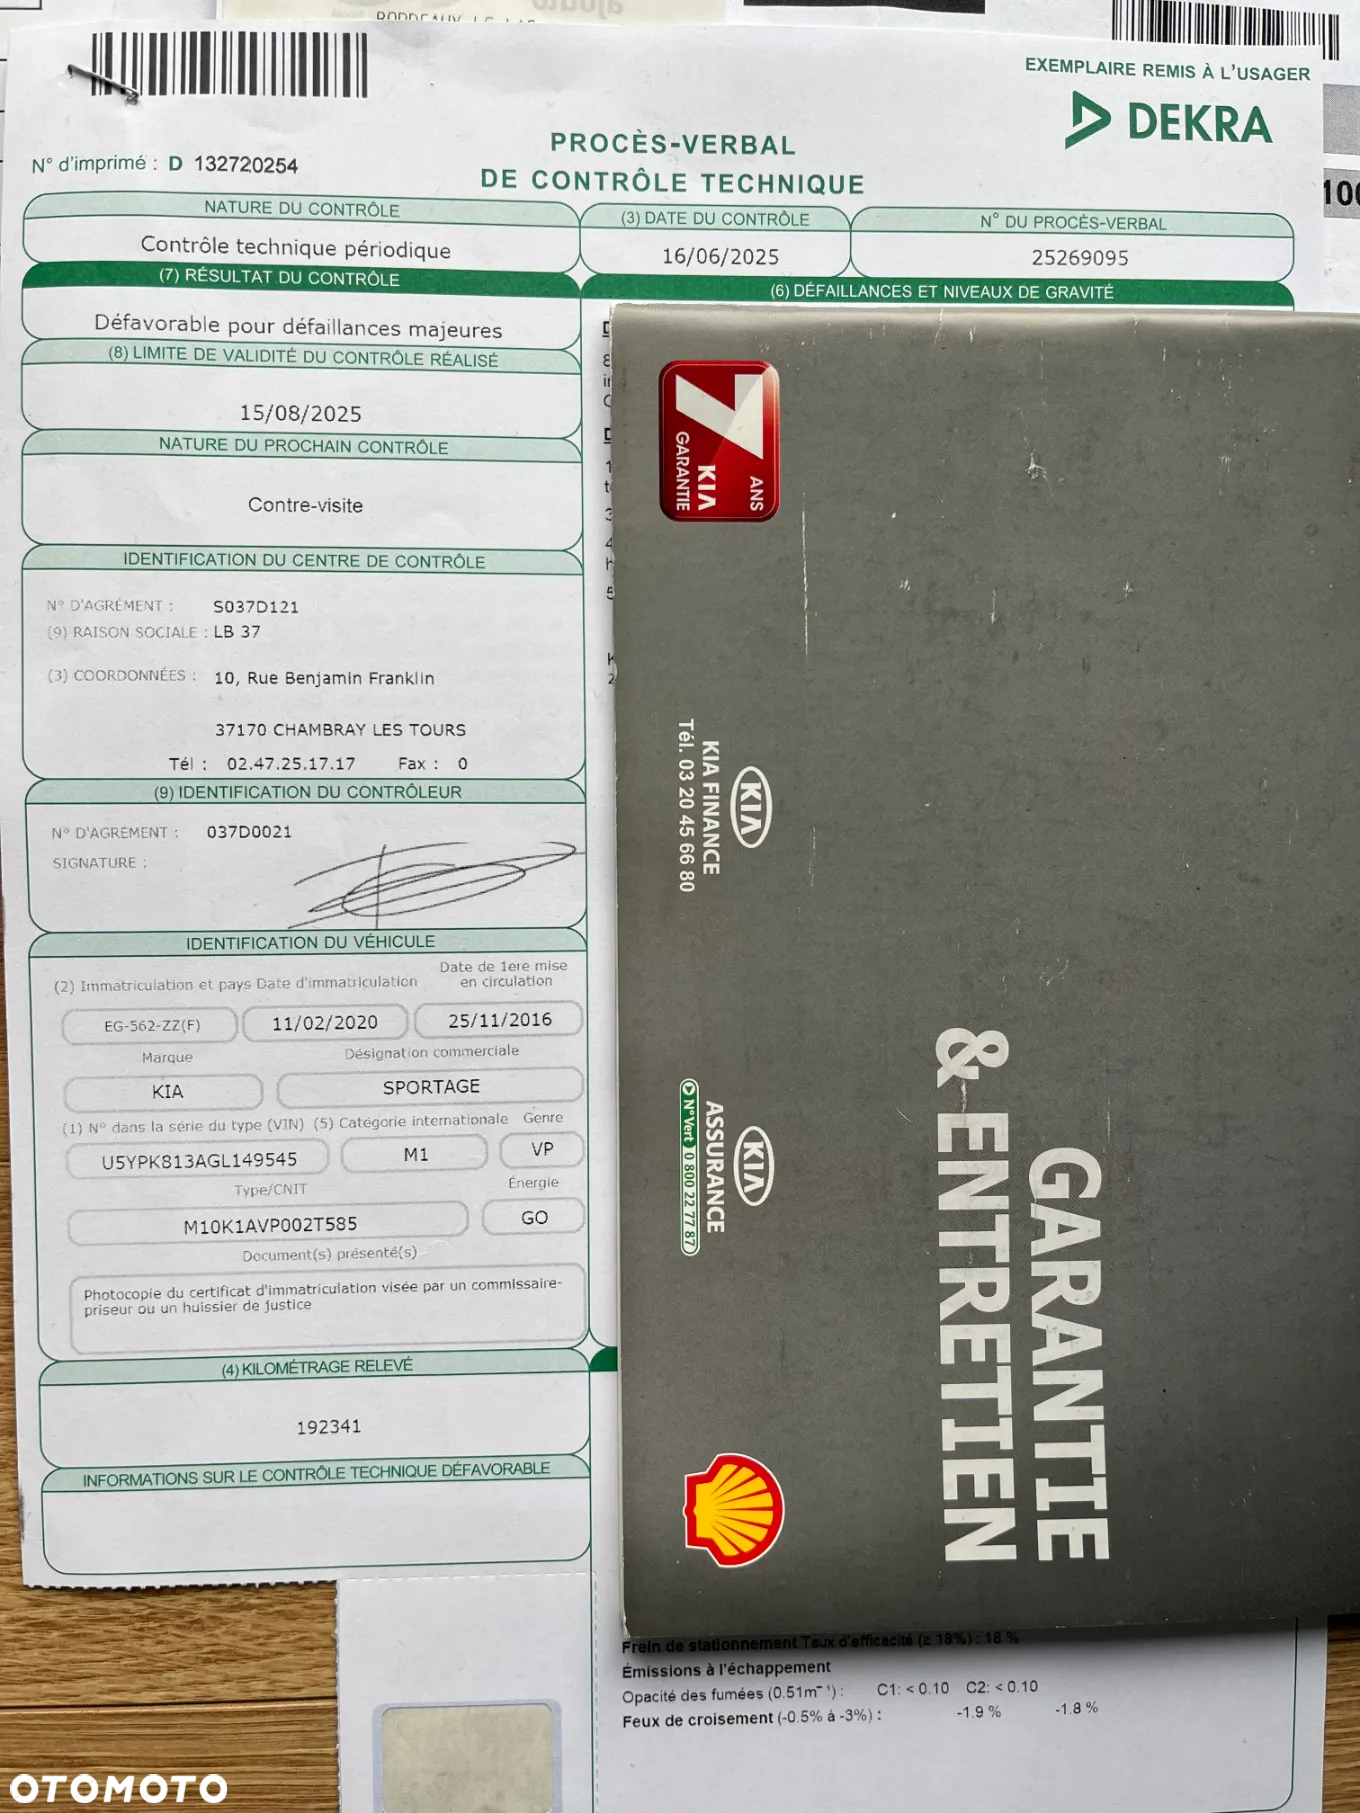 EXEMPLAIRE REMIS À L'USAGER
DEKRA
N° d'imprimé : D 132720254
PROCÈS-VERBAL
DE CONTRÔLE TECHNIQUE
NATURE DU CONTRÔLE
Contrôle technique périodique
(3) DATE DU CONTRÔLE
16/06/2025
N° DU PROCÈS-VERBAL
25269095
(7) RÉSULTAT DU CONTRÔLE
Défavorable pour défaillances majeures
(6) DÉFAILLANCES ET NIVEAUX DE GRAVITÉ
(8) LIMITE DE VALIDITÉ DU CONTRÔLE RÉALISÉ
15/08/2025
NATURE DU PROCHAIN CONTRÔLE
Contre-visite
IDENTIFICATION DU CENTRE DE CONTRÔLE
N° D'AGRÉMENT : S037D121
(9) RAISON SOCIALE : LB 37
(3) COORDONNÉES : 10, Rue Benjamin Franklin
37170 CHAMBRAY LES TOURS
Tél : 02.47.25.17.17 Fax : 0
(9) IDENTIFICATION DU CONTRÔLEUR
N° D'AGRÉMENT : 037D0021
SIGNATURE :
IDENTIFICATION DU VÉHICULE
(2) Immatriculation et pays Date d'immatriculation Date de 1ere mise
en circulation
EG-562-ZZ(F) 11/02/2020 25/11/2016
Marque Désignation commerciale
KIA SPORTAGE
(1) N° dans la série du type (VIN) (5) Catégorie internationale Genre
U5YPK813AGL149545 M1 VP
Type/CNIT Énergie
M10K1AVP002T585 GO
Document(s) présenté(s)
Photocopie du certificat d'immatriculation visée par un commissaire-
priseur ou un huissier de justice
(4) KILOMÉTRAGE RELEVÉ
192341
INFORMATIONS SUR LE CONTRÔLE TECHNIQUE DÉFAVORABLE
7 ANS
KIA
GARANTIE
KIA
KIA FINANCE
Tél. 03 20 45 66 80
KIA
ASSURANCE
N°Vert 0 800 22 77 87
GARANTIE
& ENTRETIEN
Frein de stationnement Taux d'efficacité (≥ 18%) : 18 %
Émissions à l'échappement
Opacité des fumées (0.51m⁻¹) : C1: < 0.10 C2: < 0.10
Feux de croisement (-0.5% à -3%) : -1.9 % -1.8 %
OTOMOTO